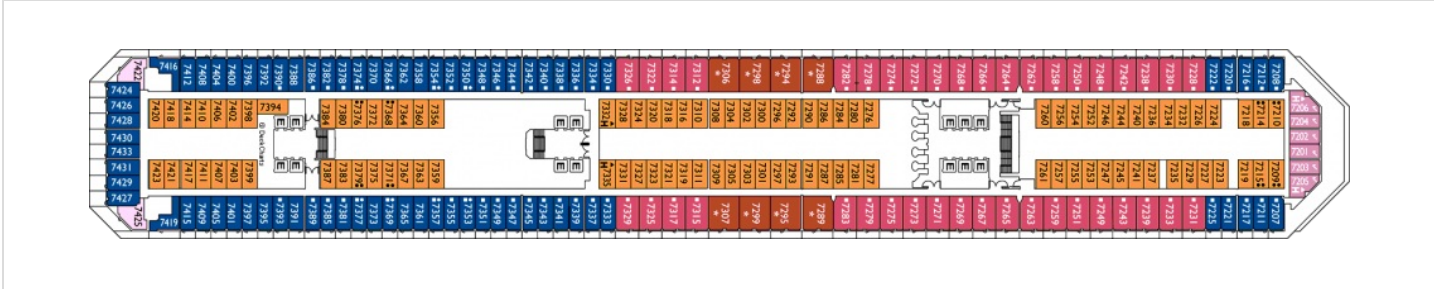 7422 7416 7412 7408 7404 7400 7396 7392 7390 7388 7386 7382 7378 7374 7370 7366 7362 7358 7354 7352 7350 7348 7346 7344 7342 7340 7338 7336 7334 7330 7326 7322 7314 7312 7306 7298 7294 7288 7282 7278 7274 7272 7270 7268 7266 7264 7262 7258 7250 7248 7242 7238 7230 7228 7222 7220 7216 7212 7208
7424
7426
7428
7430
7433
7431
7429
7427
7420 7418 7414 7410 7406 7402 7398 7394 7384 7380 7376 7372 7368 7364 7360 7356 7332 H 7328 7324 7320 7318 7316 7310 7308 7304 7302 7300 7296 7292 7290 7286 7284 7280 7276 7260 7256 7254 7252 7246 7244 7240 7236 7234 7232 7226 7224 7218 7214 7210
E E E E E E E
E E E E E E E
© DeckCharts
7423 7421 7417 7411 7407 7399 7387 7383 7379 7375 7373 7367 7363 7359 H 7335 7331 7327 7323 7321 7319 7311 7309 7305 7303 7301 7297 7293 7291 7287 7285 7281 7277 7261 7257 7253 7247 7245 7241 7237 7235 7229 7227 7223 7219 7215 7209
H 7206
7204
7202
7201
7203
7205 H
7425 7419 7415 7409 7405 7401 7397 7395 7393 7391 7389 7385 7381 7377 7371 7369 7365 7361 7357 7355 7353 7351 7349 7347 7345 7343 7341 7339 7337 7333 7329 7325 7317 7315 7307 7299 7295 7289 7283 7279 7275 7273 7271 7269 7267 7265 7263 7259 7251 7249 7243 7239 7233 7231 7225 7221 7217 7211 7207